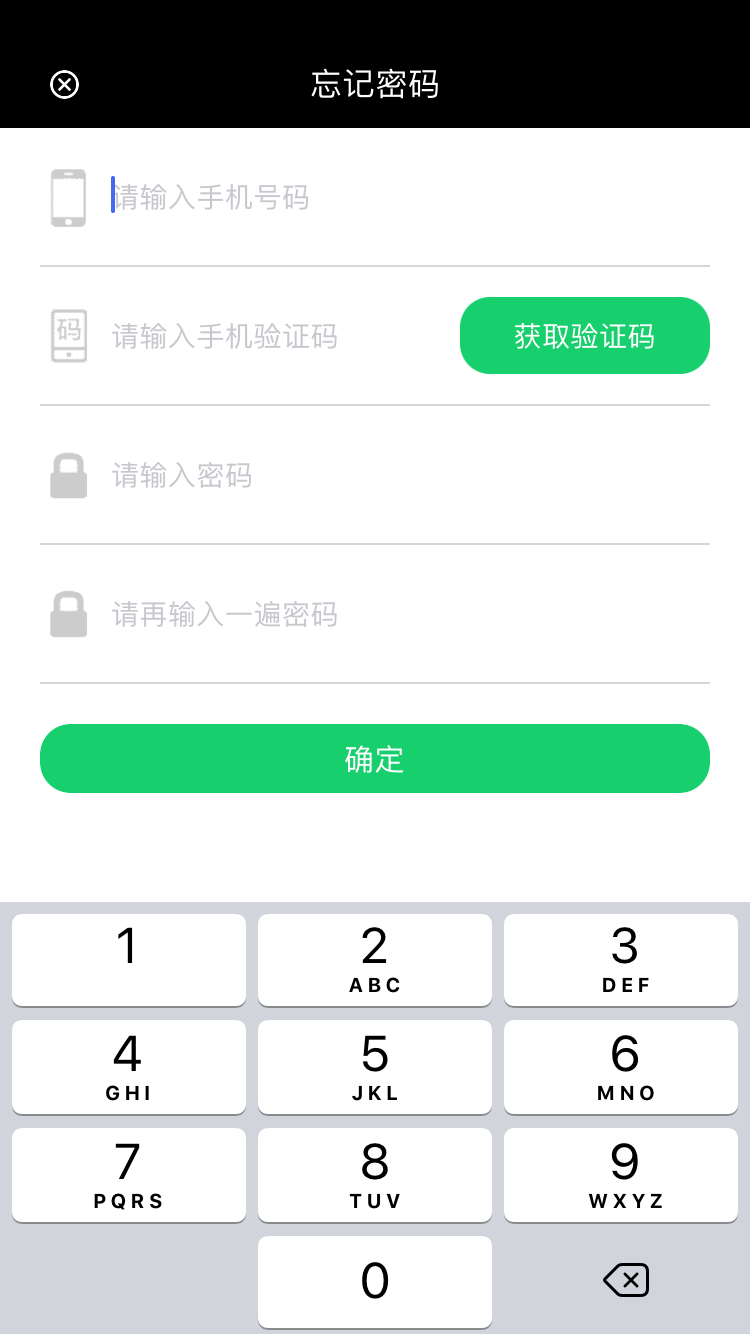 忘记密码
请输入手机号码
码
请输入手机验证码
获取验证码
请输入密码
请再输入一遍密码
确定
1
2
ABC
3
DEF
4
GHI
5
JKL
6
MNO
7
PQRS
8
TUV
9
WXYZ
0